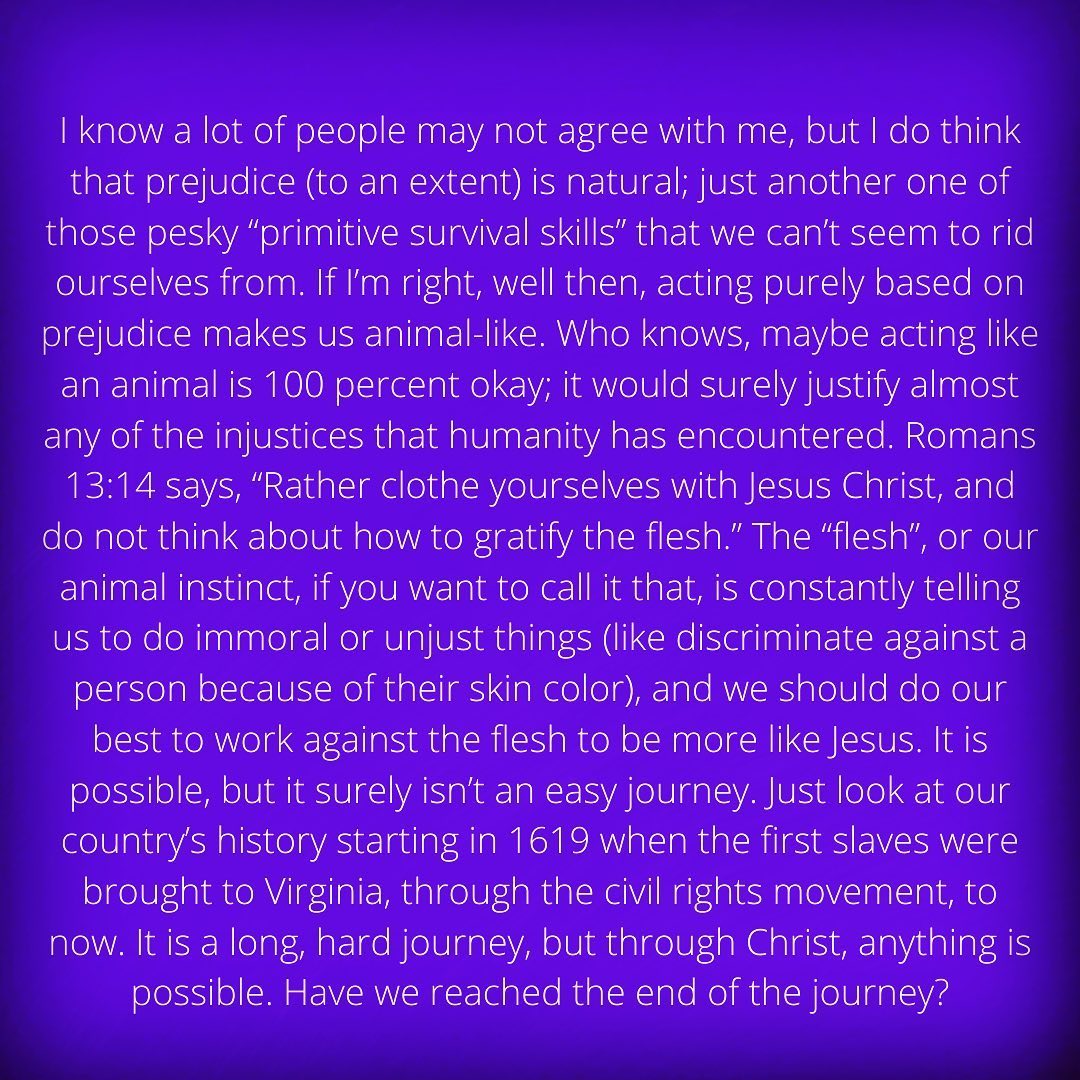 I know a lot of people may not agree with me, but I do think
that prejudice (to an extent) is natural; just another one of
those pesky “primitive survival skills” that we can’t seem to rid
ourselves from. If I’m right, well then, acting purely based on
prejudice makes us animal-like. Who knows, maybe acting like
an animal is 100 percent okay; it would surely justify almost
any of the injustices that humanity has encountered. Romans
13:14 says, “Rather clothe yourselves with Jesus Christ, and
do not think about how to gratify the flesh.” The “flesh”, or our
animal instinct, if you want to call it that, is constantly telling
us to do immoral or unjust things (like discriminate against a
person because of their skin color), and we should do our
best to work against the flesh to be more like Jesus. It is
possible, but it surely isn’t an easy journey. Just look at our
country’s history starting in 1619 when the first slaves were
brought to Virginia, through the civil rights movement, to
now. It is a long, hard journey, but through Christ, anything is
possible. Have we reached the end of the journey?